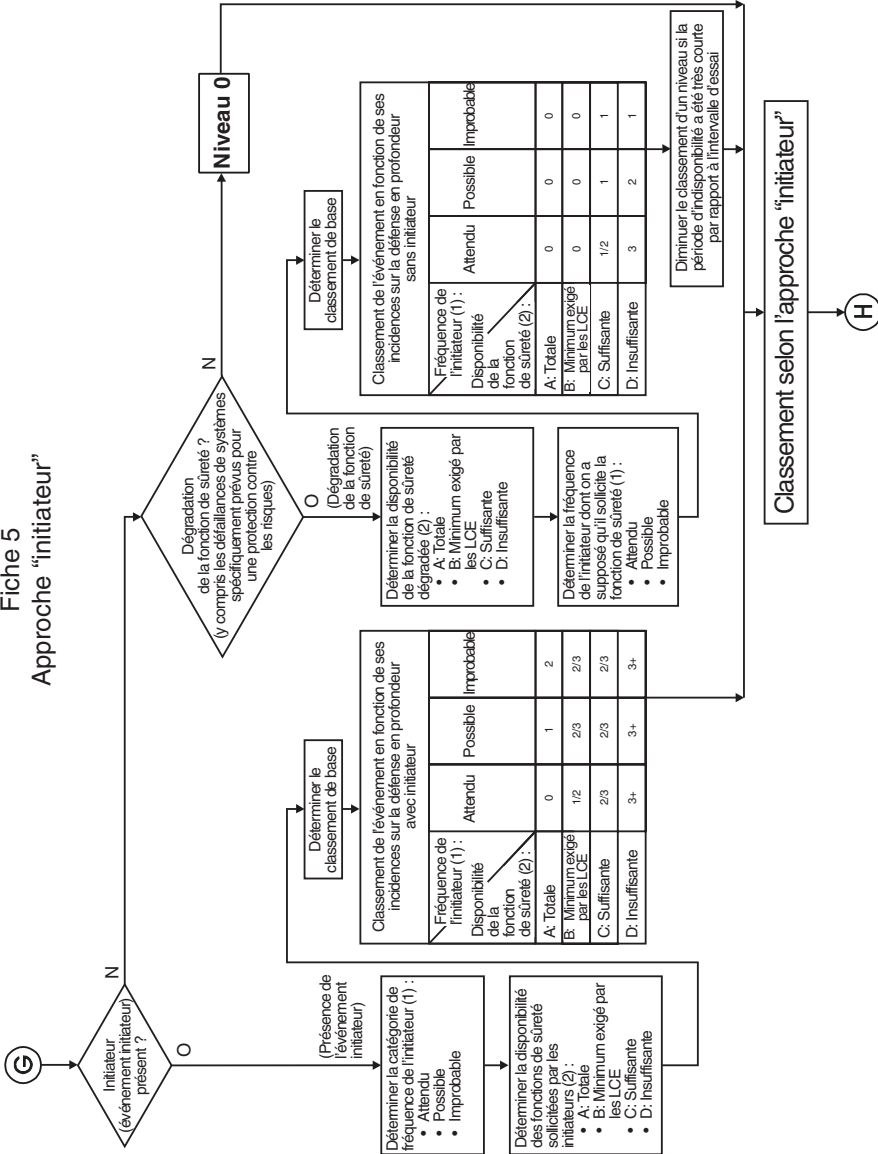 Fiche 5
Approche “initiateur”
G
Initiateur
(événement initiateur)
présent ?
N
O
(Présence de
l’événement
initiateur)
Déterminer la catégorie de
fréquence de l’initiateur (1) :
• Attendu
• Possible
• Improbable
Déterminer la disponibilité
des fonctions de sûreté
sollicitées par les
initiateurs (2) :
• A: Totale
• B: Minimum exigé par
les LCE
• C: Suffisante
• D: Insuffisante
Déterminer le
classement de base
Classement de l’événement en fonction de ses
incidences sur la défense en profondeur
avec initiateur
Fréquence de
l’initiateur (1) :
Disponibilité
de la
fonction
de sûreté (2) :
Attendu Possible Improbable
A: Totale 0 1 2
B: Minimum exigé
par les LCE 1/2 2/3 2/3
C: Suffisante 2/3 2/3 2/3
D: Insuffisante 3+ 3+ 3+
Dégradation
de la fonction de sûreté ?
(y compris les défaillances de systèmes
spécifiquement prévus pour
une protection contre
les risques)
N
O
(Dégradation
de la fonction
de sûreté)
Niveau 0
Déterminer la disponibilité
de la fonction de sûreté
dégradée (2) :
• A: Totale
• B: Minimum exigé par
les LCE
• C: Suffisante
• D: Insuffisante
Déterminer la fréquence
de l’initiateur dont on a
supposé qu’il sollicite la
fonction de sûreté (1) :
• Attendu
• Possible
• Improbable
Déterminer le
classement de base
Classement de l’événement en fonction de ses
incidences sur la défense en profondeur
sans initiateur
Fréquence de
l’initiateur (1) :
Disponibilité
de la
fonction
de sûreté (2) :
Attendu Possible Improbable
A: Totale 0 0 0
B: Minimum exigé
par les LCE 0 0 0
C: Suffisante 1/2 1 1
D: Insuffisante 3 2 1
Diminuer le classement d’un niveau si la
période d’indisponibilité a été très courte
par rapport à l’intervalle d’essai
Classement selon l’approche “initiateur”
H